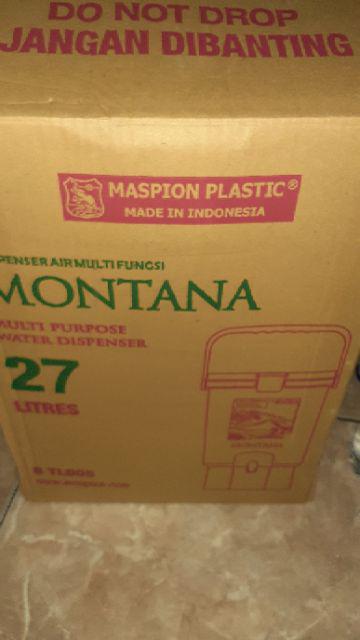 DO NOT DROP
JANGAN DIBANTING
MASPION PLASTIC®
MADE IN INDONESIA
PENSER AIR MULTI FUNGSI
MONTANA
MULTI PURPOSE
WATER DISPENSER
27
LITRES
MONTANA